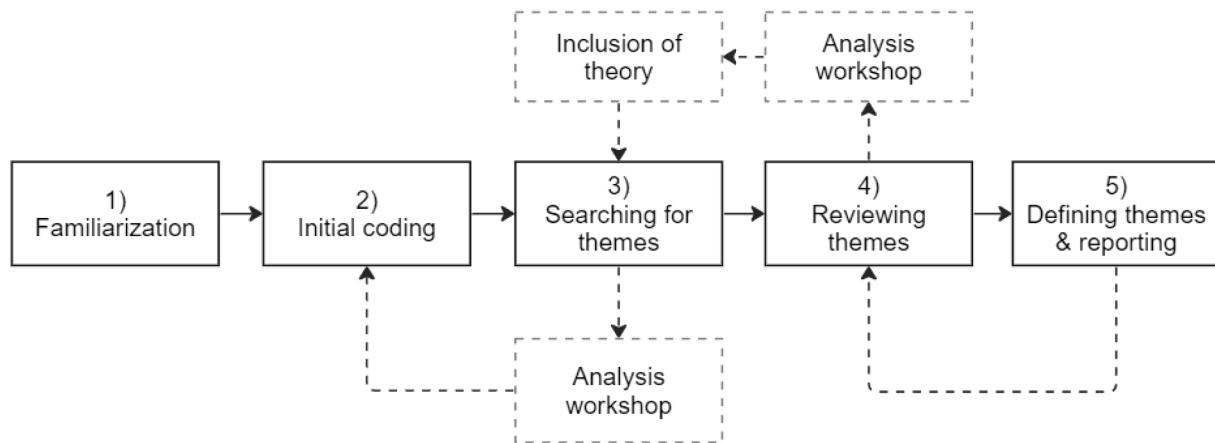 Inclusion of
theory
Analysis
workshop
1)
Familiarization
2)
Initial coding
3)
Searching for
themes
4)
Reviewing
themes
5)
Defining themes
& reporting
Analysis
workshop